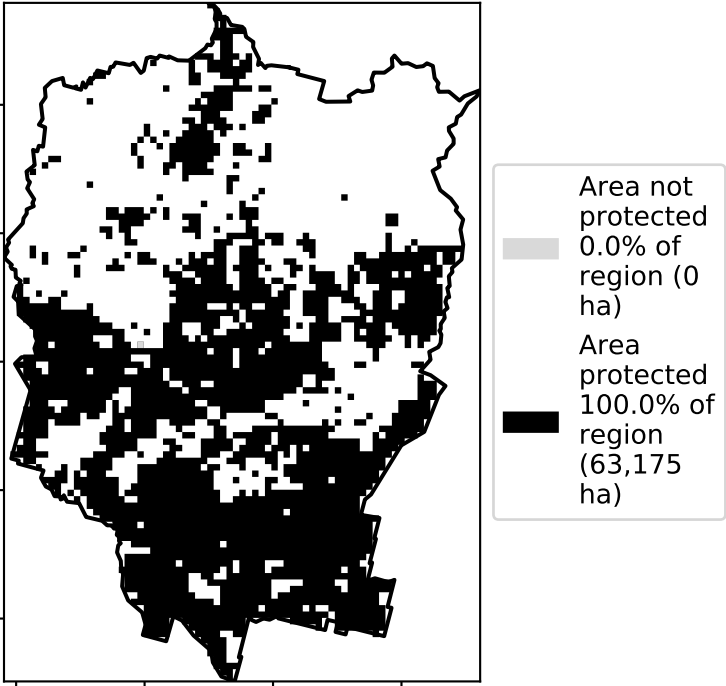 Area not
protected
0.0% of
region (0
ha)
Area
protected
100.0% of
region
(63,175
ha)